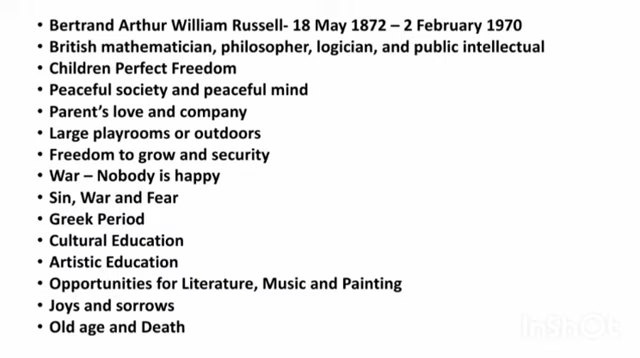 • Bertrand Arthur William Russell- 18 May 1872 – 2 February 1970
• British mathematician, philosopher, logician, and public intellectual
• Children Perfect Freedom
• Peaceful society and peaceful mind
• Parent's love and company
• Large playrooms or outdoors
• Freedom to grow and security
• War – Nobody is happy
• Sin, War and Fear
• Greek Period
• Cultural Education
• Artistic Education
• Opportunities for Literature, Music and Painting
• Joys and sorrows
• Old age and Death
InShOt